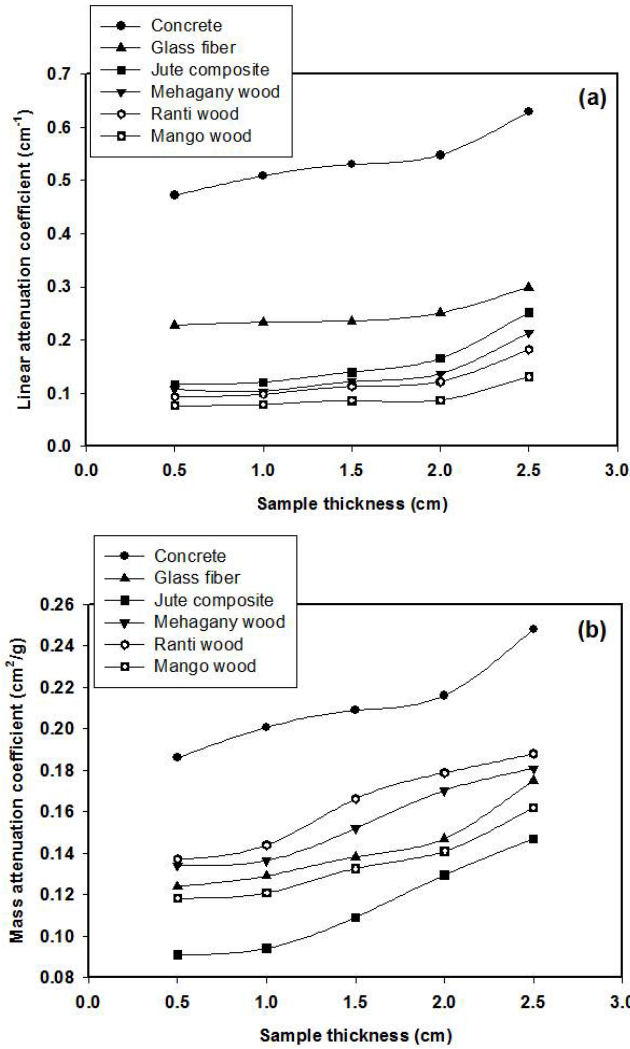 Concrete
Glass fiber
Jute composite
Mehagany wood
Ranti wood
Mango wood
(a)
Linear attenuation coefficient (cm⁻¹)
0.7
0.6
0.5
0.4
0.3
0.2
0.1
0.0
0.0 0.5 1.0 1.5 2.0 2.5 3.0
Sample thickness (cm)
Concrete
Glass fiber
Jute composite
Mehagany wood
Ranti wood
Mango wood
(b)
Mass attenuation coefficient (cm²/g)
0.26
0.24
0.22
0.20
0.18
0.16
0.14
0.12
0.10
0.08
0.0 0.5 1.0 1.5 2.0 2.5 3.0
Sample thickness (cm)